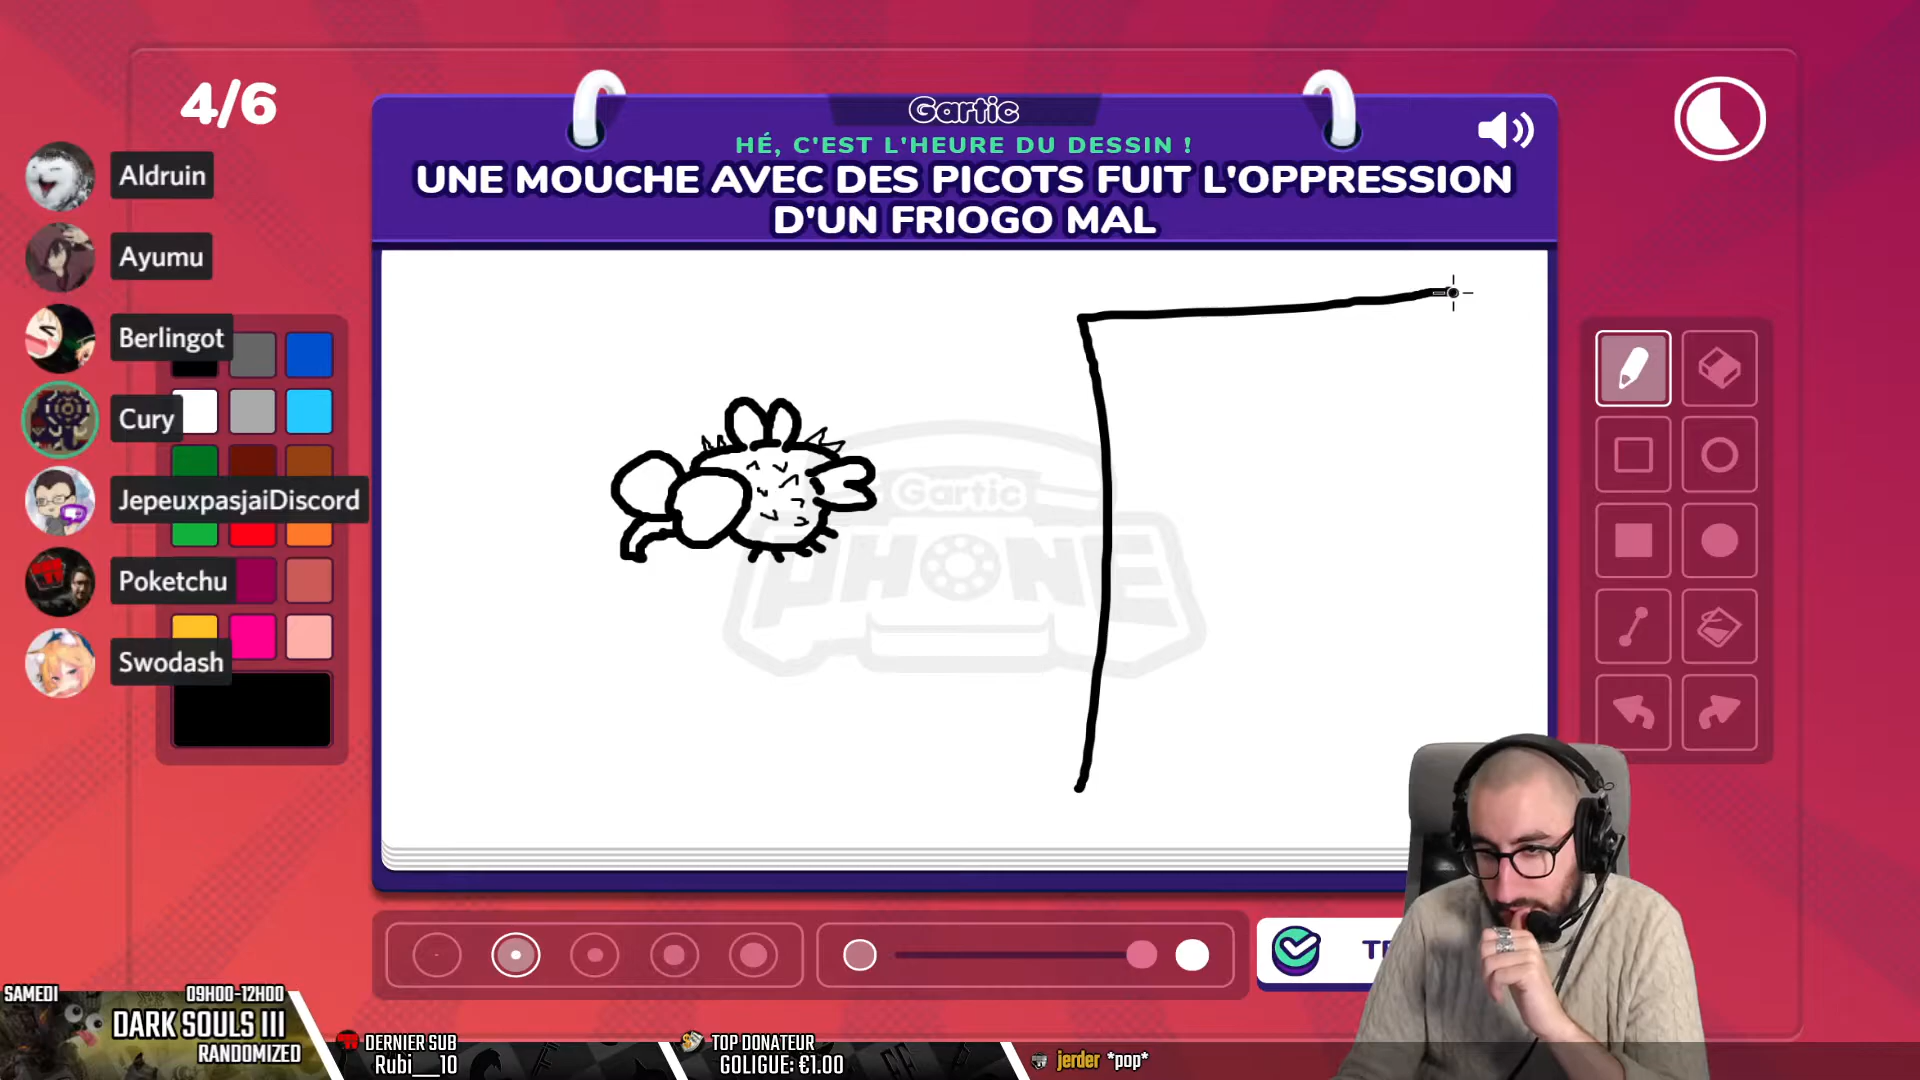 4/6
Gartic
HÉ, C'EST L'HEURE DU DESSIN !
UNE MOUCHE AVEC DES PICOTS FUIT L'OPPRESSION
D'UN FRIOGO MAL
Aldruin
Ayumu
Berlingot
Cury
JepeuxpasjaiDiscord
Poketchu
Swodash
Gartic
PHONE
TE
SAMEDI
09H00-12H00
DARK SOULS III
RANDOMIZED
DERNIER SUB
Rubi__10
TOP DONATEUR
GOLIGUE: €1.00
jerder *pop*